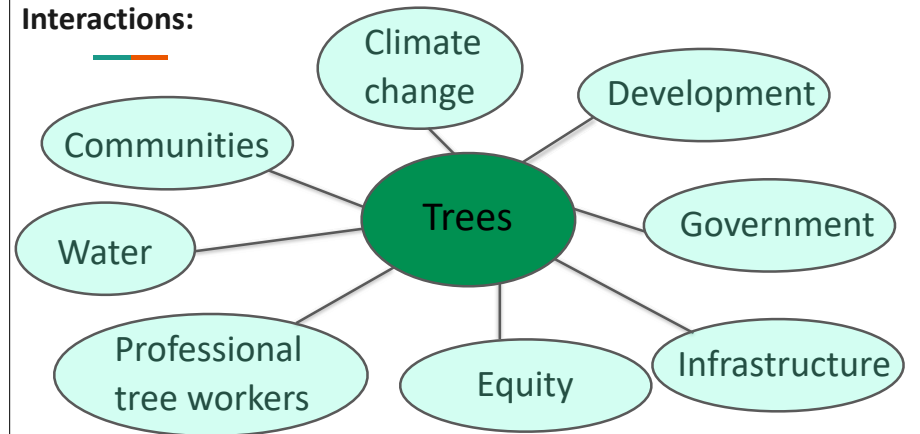 Interactions:
Climate
change
Development
Communities
Trees
Government
Water
Professional
tree workers
Equity
Infrastructure